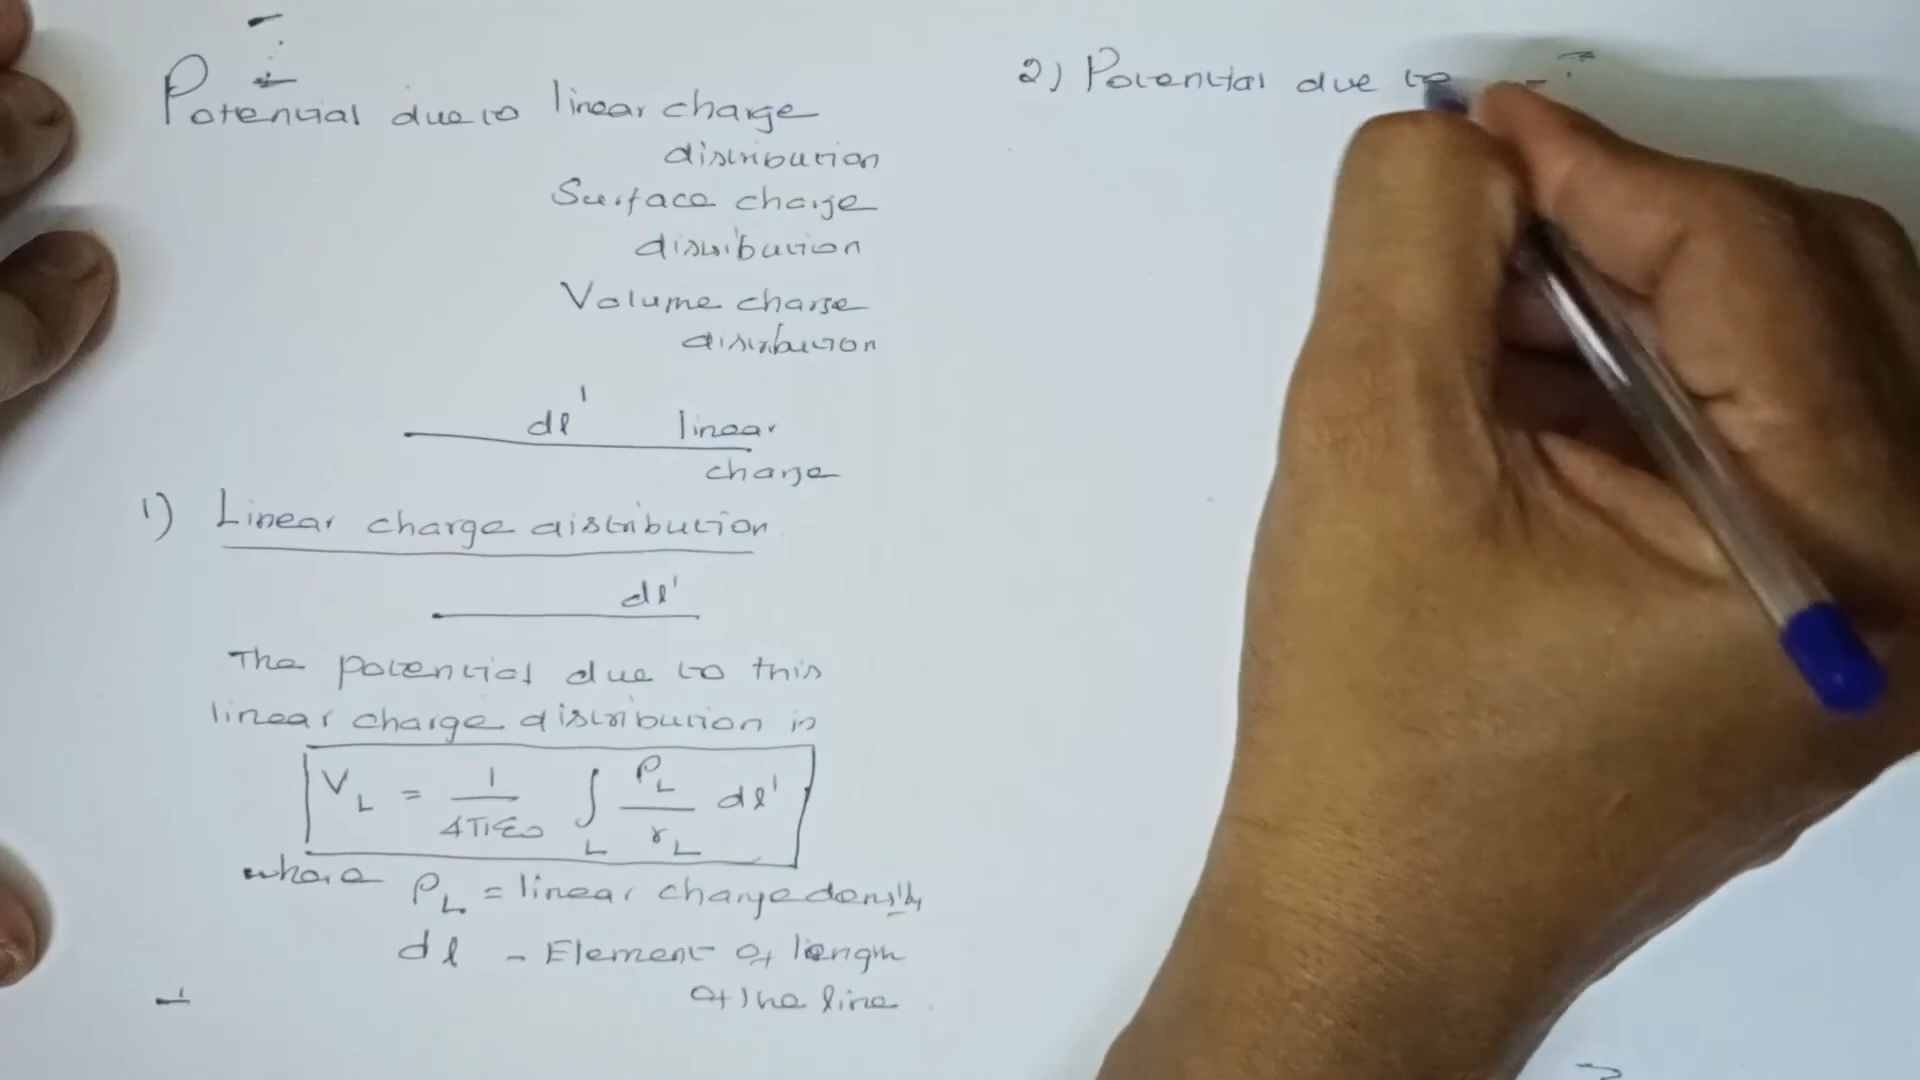 Potential due to linear charge
distribution
Surface charge
distribution
Volume charge
distribution
dl'
linear
charge
1) Linear charge distribution
dl'
The potential due to this
linear charge distribution is
V_L = 1/4πε0 ∫_L ρ_L/r_L dl'
where ρ_L = linear charge density
dl - Element of length
of the line
2) Potential due to